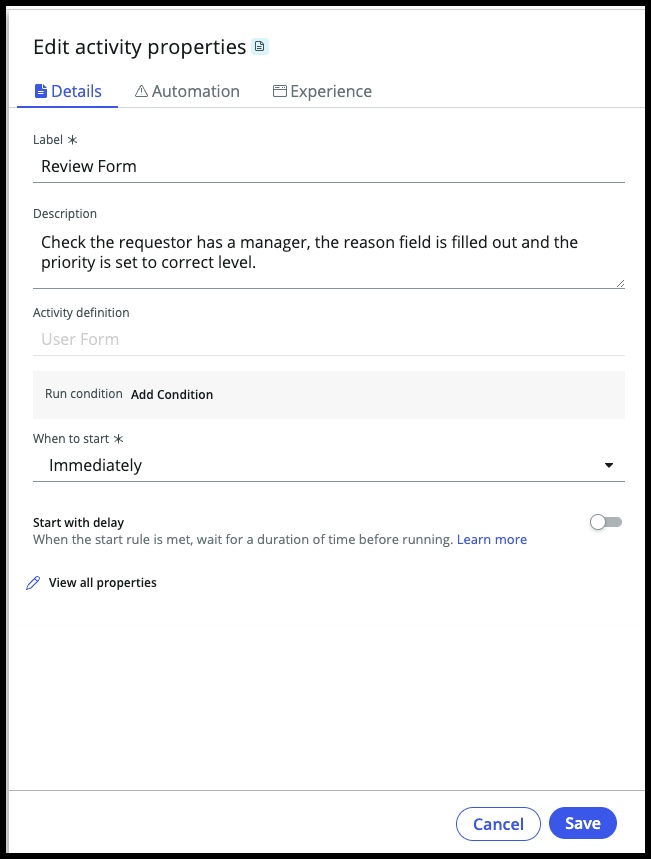 Edit activity properties
Details Automation Experience
Label *
Review Form
Description
Check the requestor has a manager, the reason field is filled out and the
priority is set to correct level.
Activity definition
User Form
Run condition Add Condition
When to start *
Immediately
Start with delay
When the start rule is met, wait for a duration of time before running. Learn more
View all properties
Cancel Save